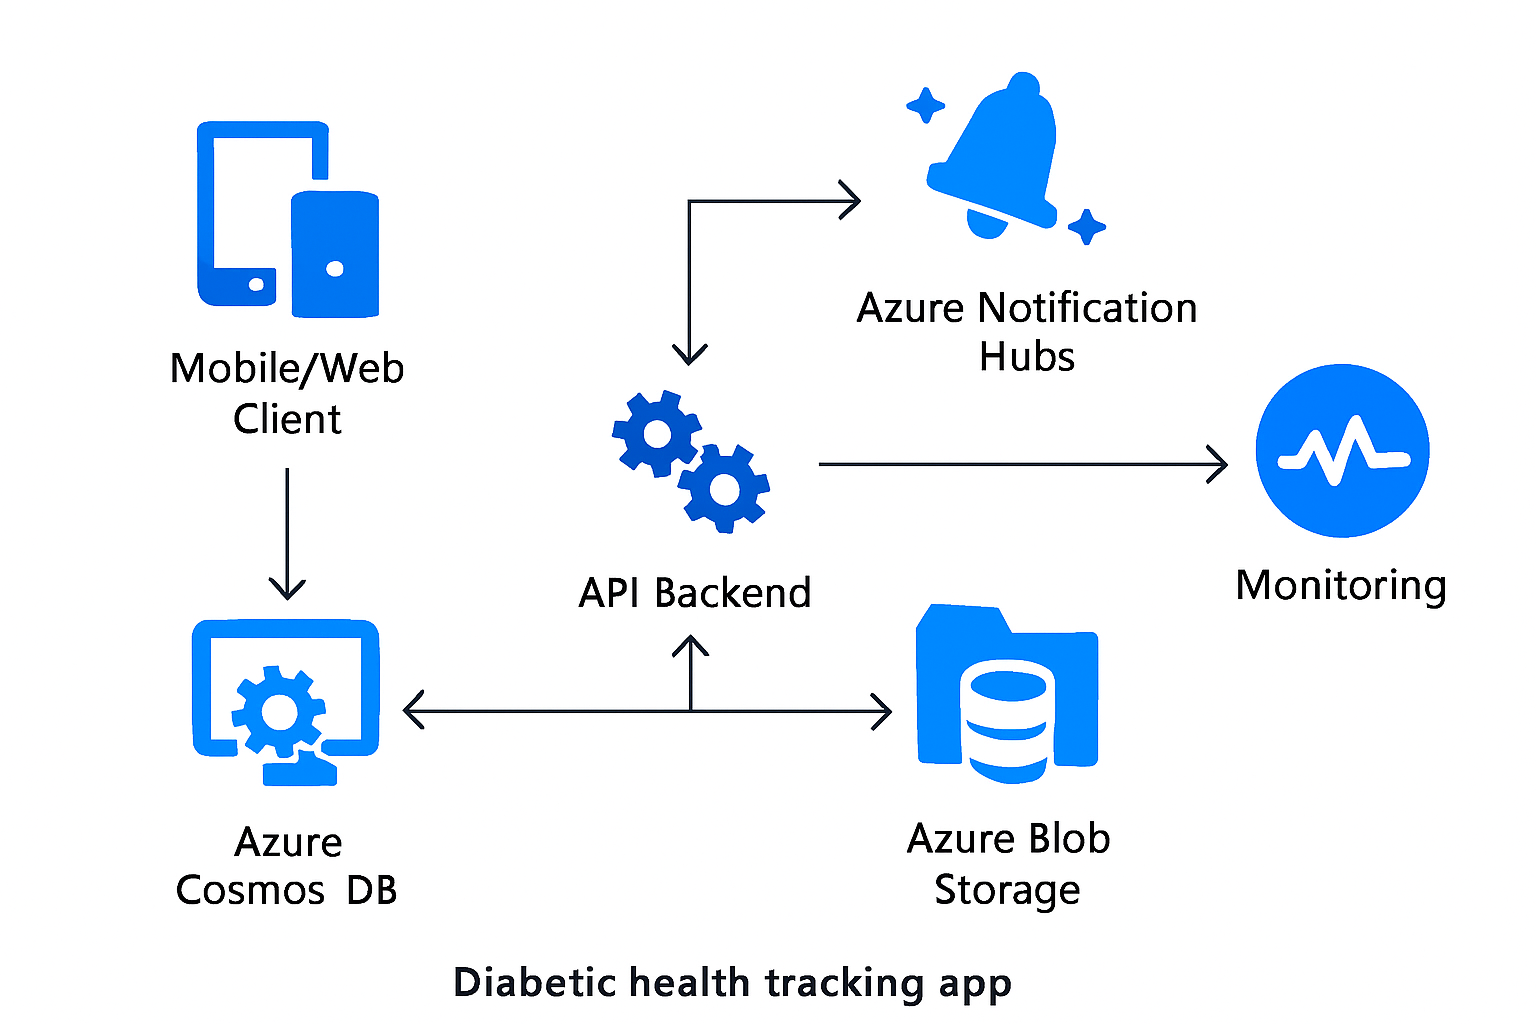 Mobile/Web
Client
Azure Notification
Hubs
API Backend
Monitoring
Azure
Cosmos DB
Azure Blob
Storage
Diabetic health tracking app